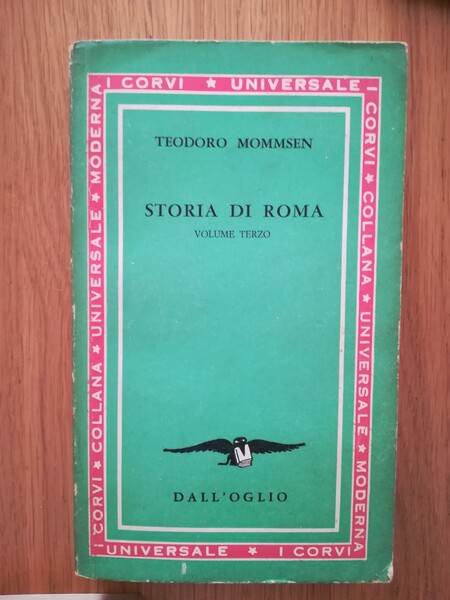 I CORVI ★ UNIVERSALE
I CORVI ★ COLLANA ★ UNIVERSALE ★ MODERNA
I CORVI ★ COLLANA ★ UNIVERSALE ★ MODERNA
TEODORO MOMMSEN
STORIA DI ROMA
VOLUME TERZO
DALL'OGLIO
UNIVERSALE ★ I CORVI